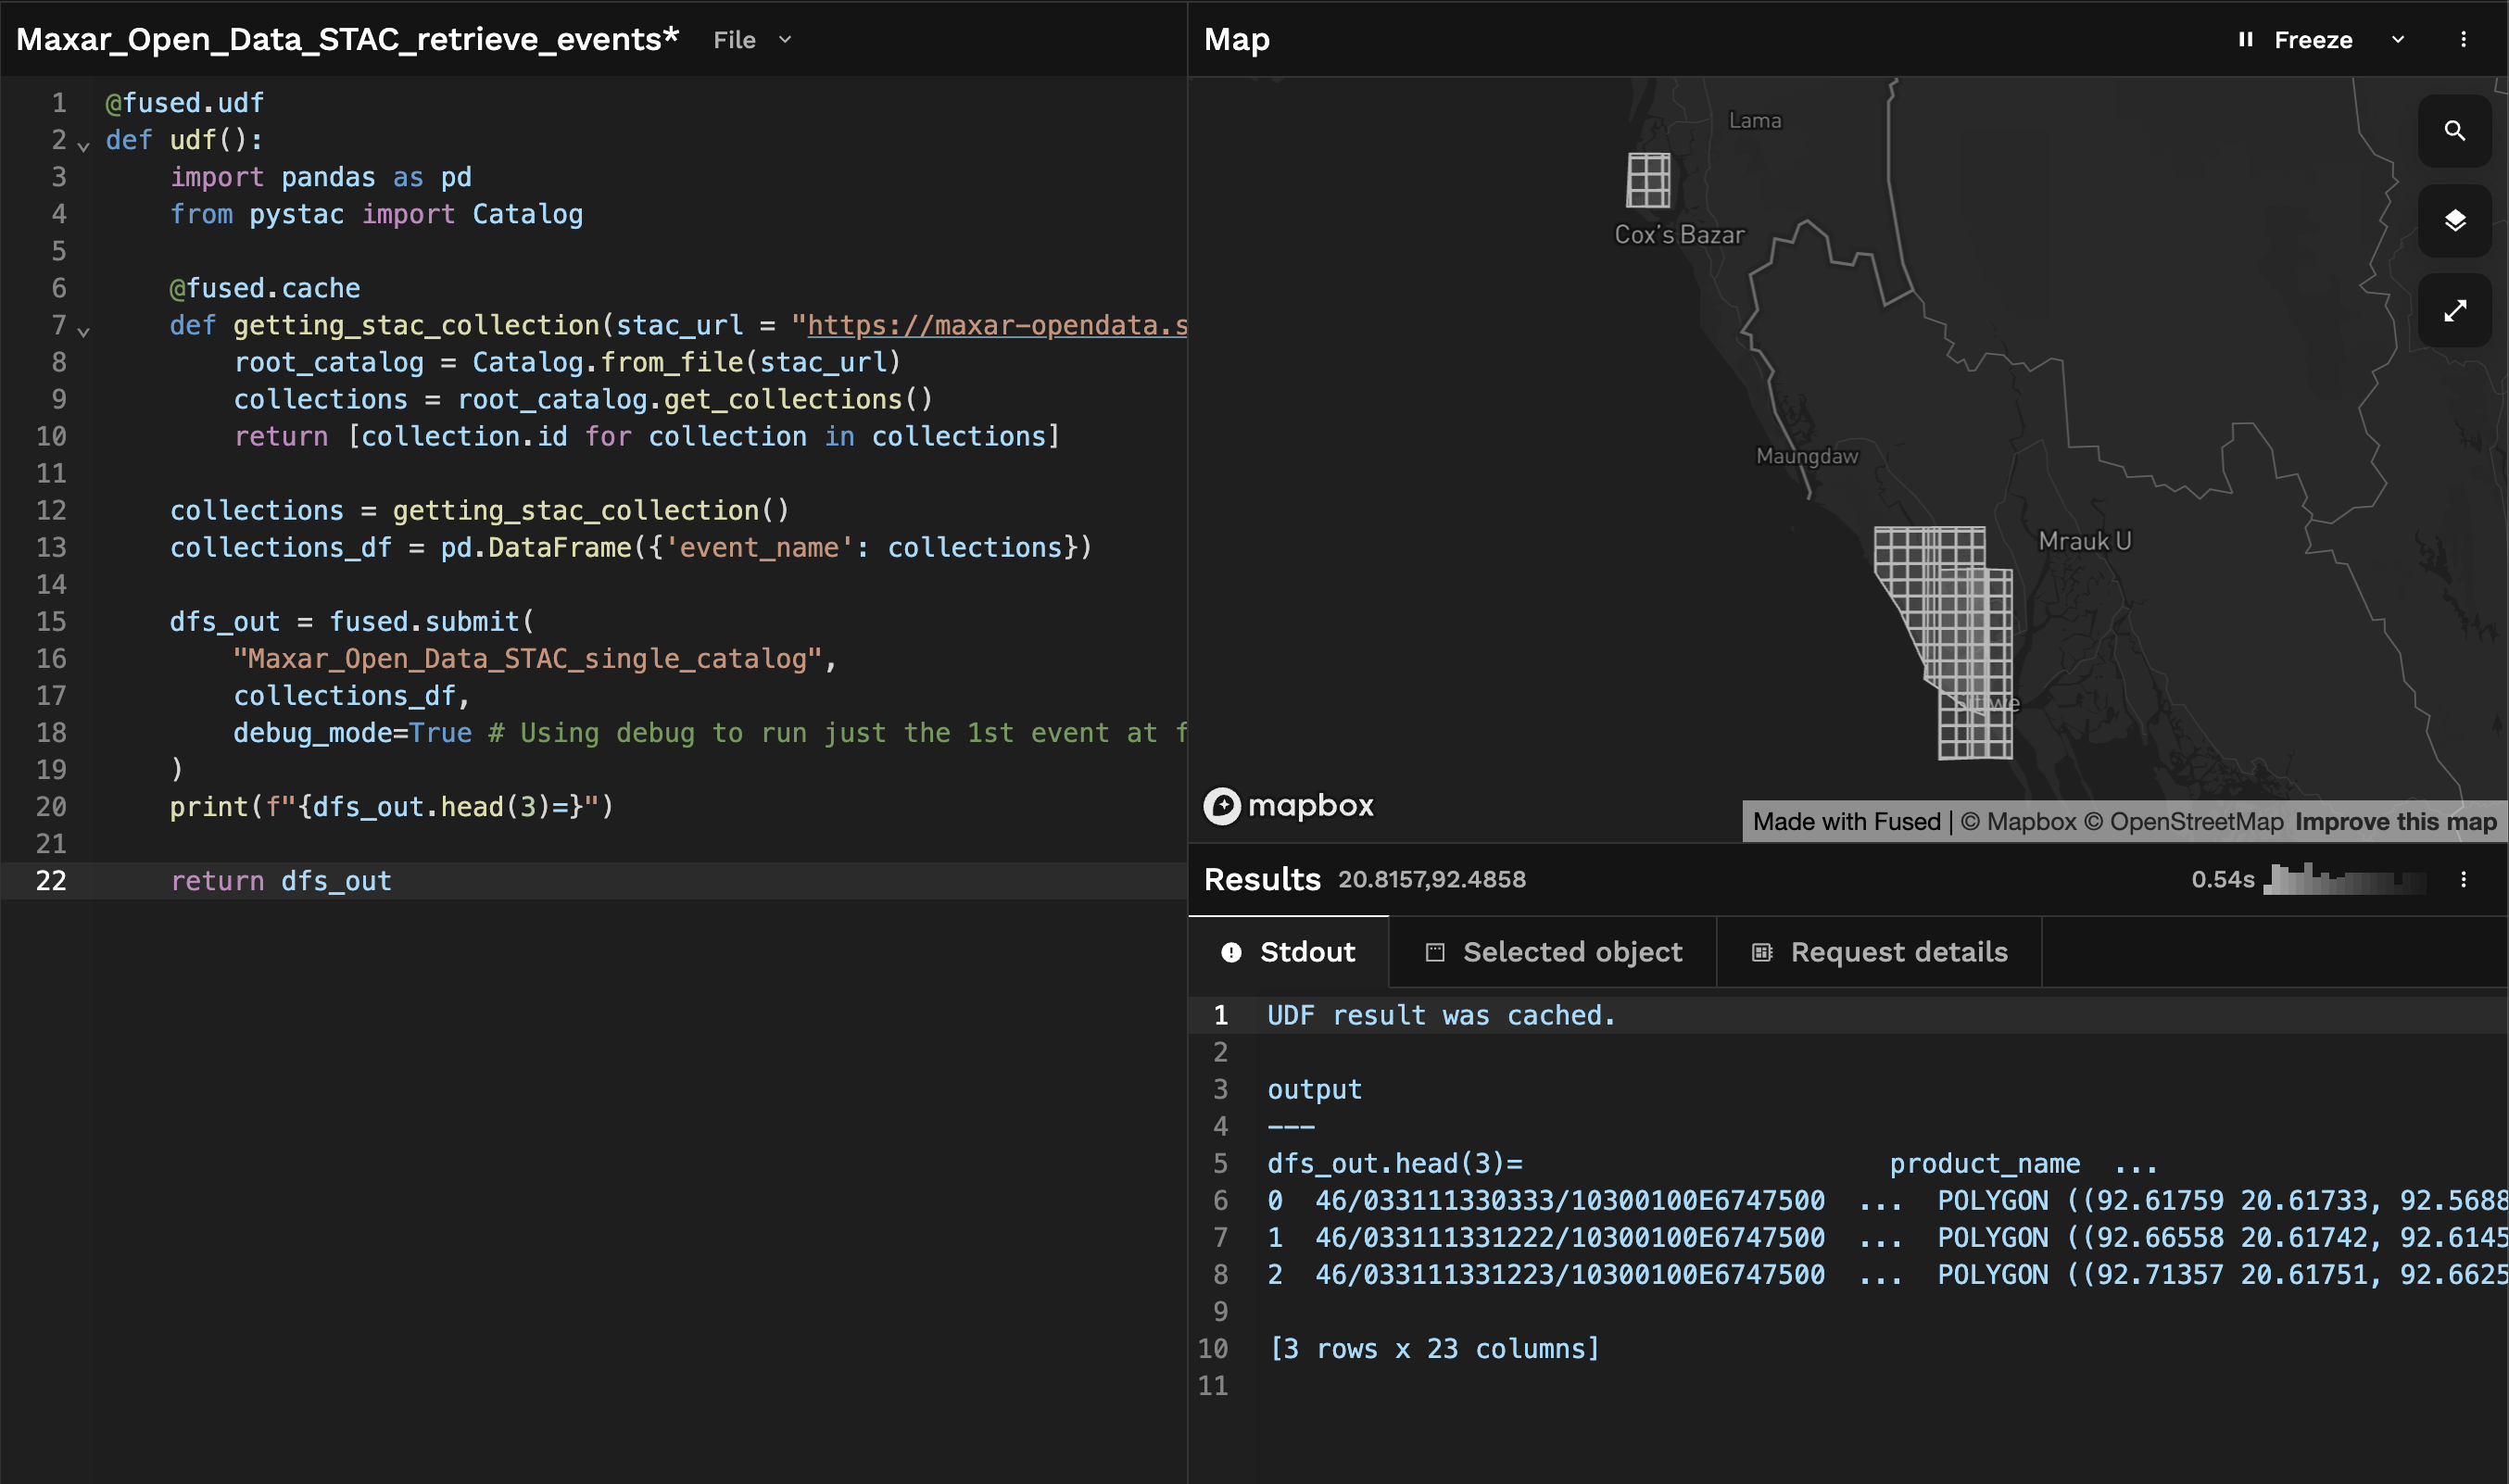 Maxar_Open_Data_STAC_retrieve_events* File
1 @fused.udf
2 def udf():
3     import pandas as pd
4     from pystac import Catalog
5
6     @fused.cache
7     def getting_stac_collection(stac_url = "https://maxar-opendata.s
8         root_catalog = Catalog.from_file(stac_url)
9         collections = root_catalog.get_collections()
10         return [collection.id for collection in collections]
11
12     collections = getting_stac_collection()
13     collections_df = pd.DataFrame({'event_name': collections})
14
15     dfs_out = fused.submit(
16         "Maxar_Open_Data_STAC_single_catalog",
17         collections_df,
18         debug_mode=True # Using debug to run just the 1st event at f
19     )
20     print(f"{dfs_out.head(3)=}")
21
22     return dfs_out
Map
Freeze
Lama
Cox's Bazar
Maungdaw
Mrauk U
mapbox
Made with Fused | © Mapbox © OpenStreetMap Improve this map
Results 20.8157,92.4858 0.54s
Stdout Selected object Request details
1 UDF result was cached.
2
3 output
4 ---
5 dfs_out.head(3)= product_name ...
6 0 46/033111330333/10300100E6747500 ... POLYGON ((92.61759 20.61733, 92.5688
7 1 46/033111331222/10300100E6747500 ... POLYGON ((92.66558 20.61742, 92.6145
8 2 46/033111331223/10300100E6747500 ... POLYGON ((92.71357 20.61751, 92.6625
9
10 [3 rows x 23 columns]
11